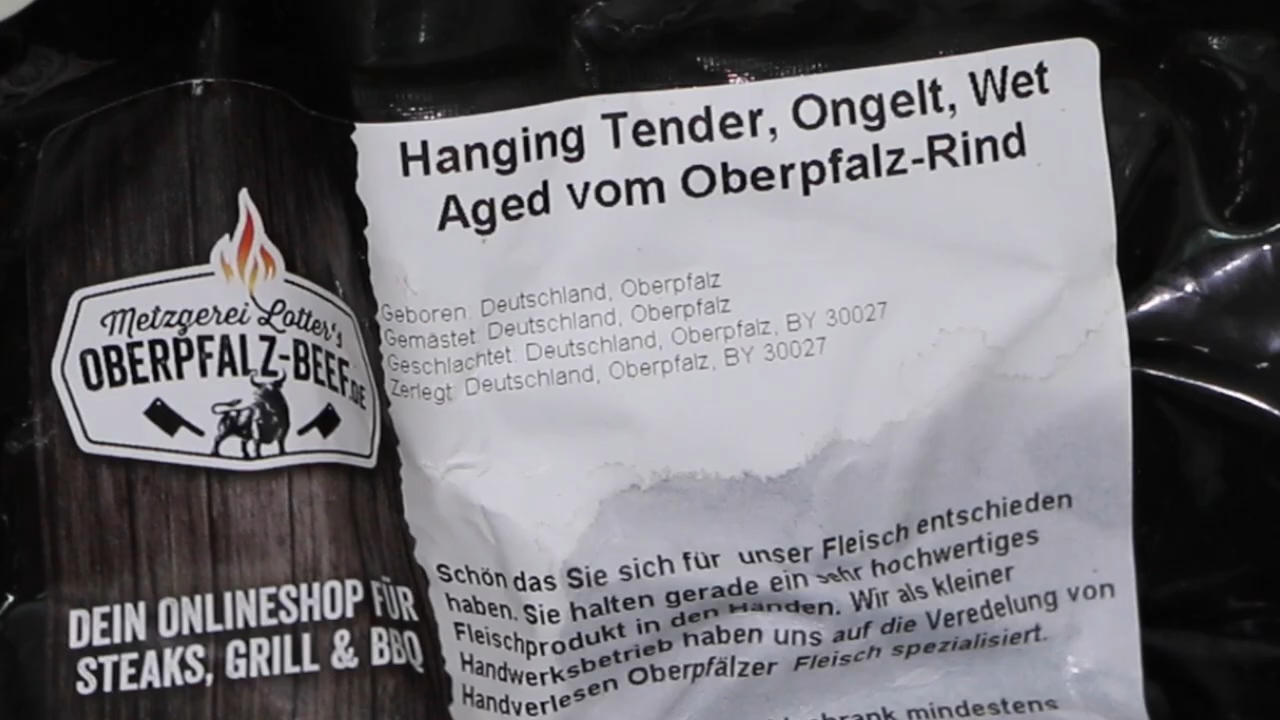 Hanging Tender, Ongelt, Wet
Aged vom Oberpfalz-Rind
Geboren: Deutschland, Oberpfalz
Gemästet: Deutschland, Oberpfalz
Geschlachtet: Deutschland, Oberpfalz, BY 30027
Zerlegt: Deutschland, Oberpfalz, BY 30027
Metzgerei Lotter's
OBERPFALZ-BEEF.DE
DEIN ONLINESHOP FÜR
STEAKS, GRILL & BBQ
Schön das Sie sich für unser Fleisch entschieden
haben. Sie halten gerade ein sehr hochwertiges
Fleischprodukt in den Händen. Wir als kleiner
Handwerksbetrieb haben uns auf die Veredelung von
Handverlesen Oberpfälzer Fleisch spezialisiert.
mindestens